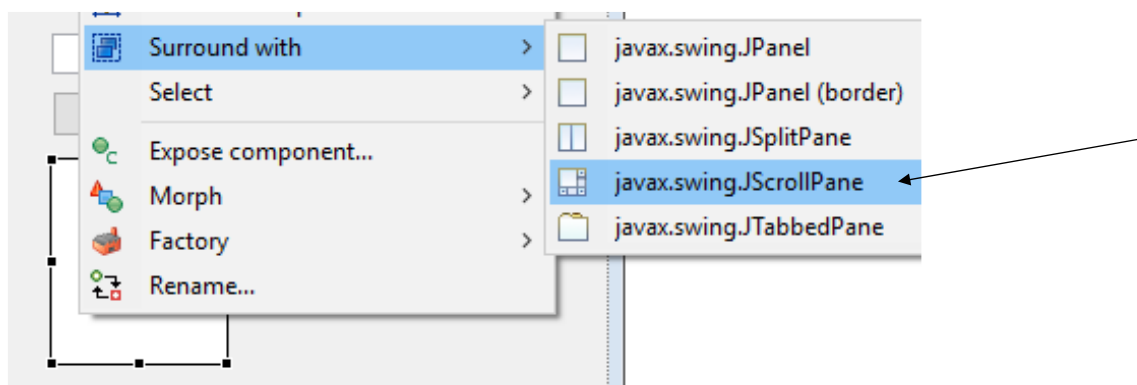 Surround with
Select
Expose component...
Morph
Factory
Rename...
javax.swing.JPanel
javax.swing.JPanel (border)
javax.swing.JSplitPane
javax.swing.JScrollPane
javax.swing.JTabbedPane